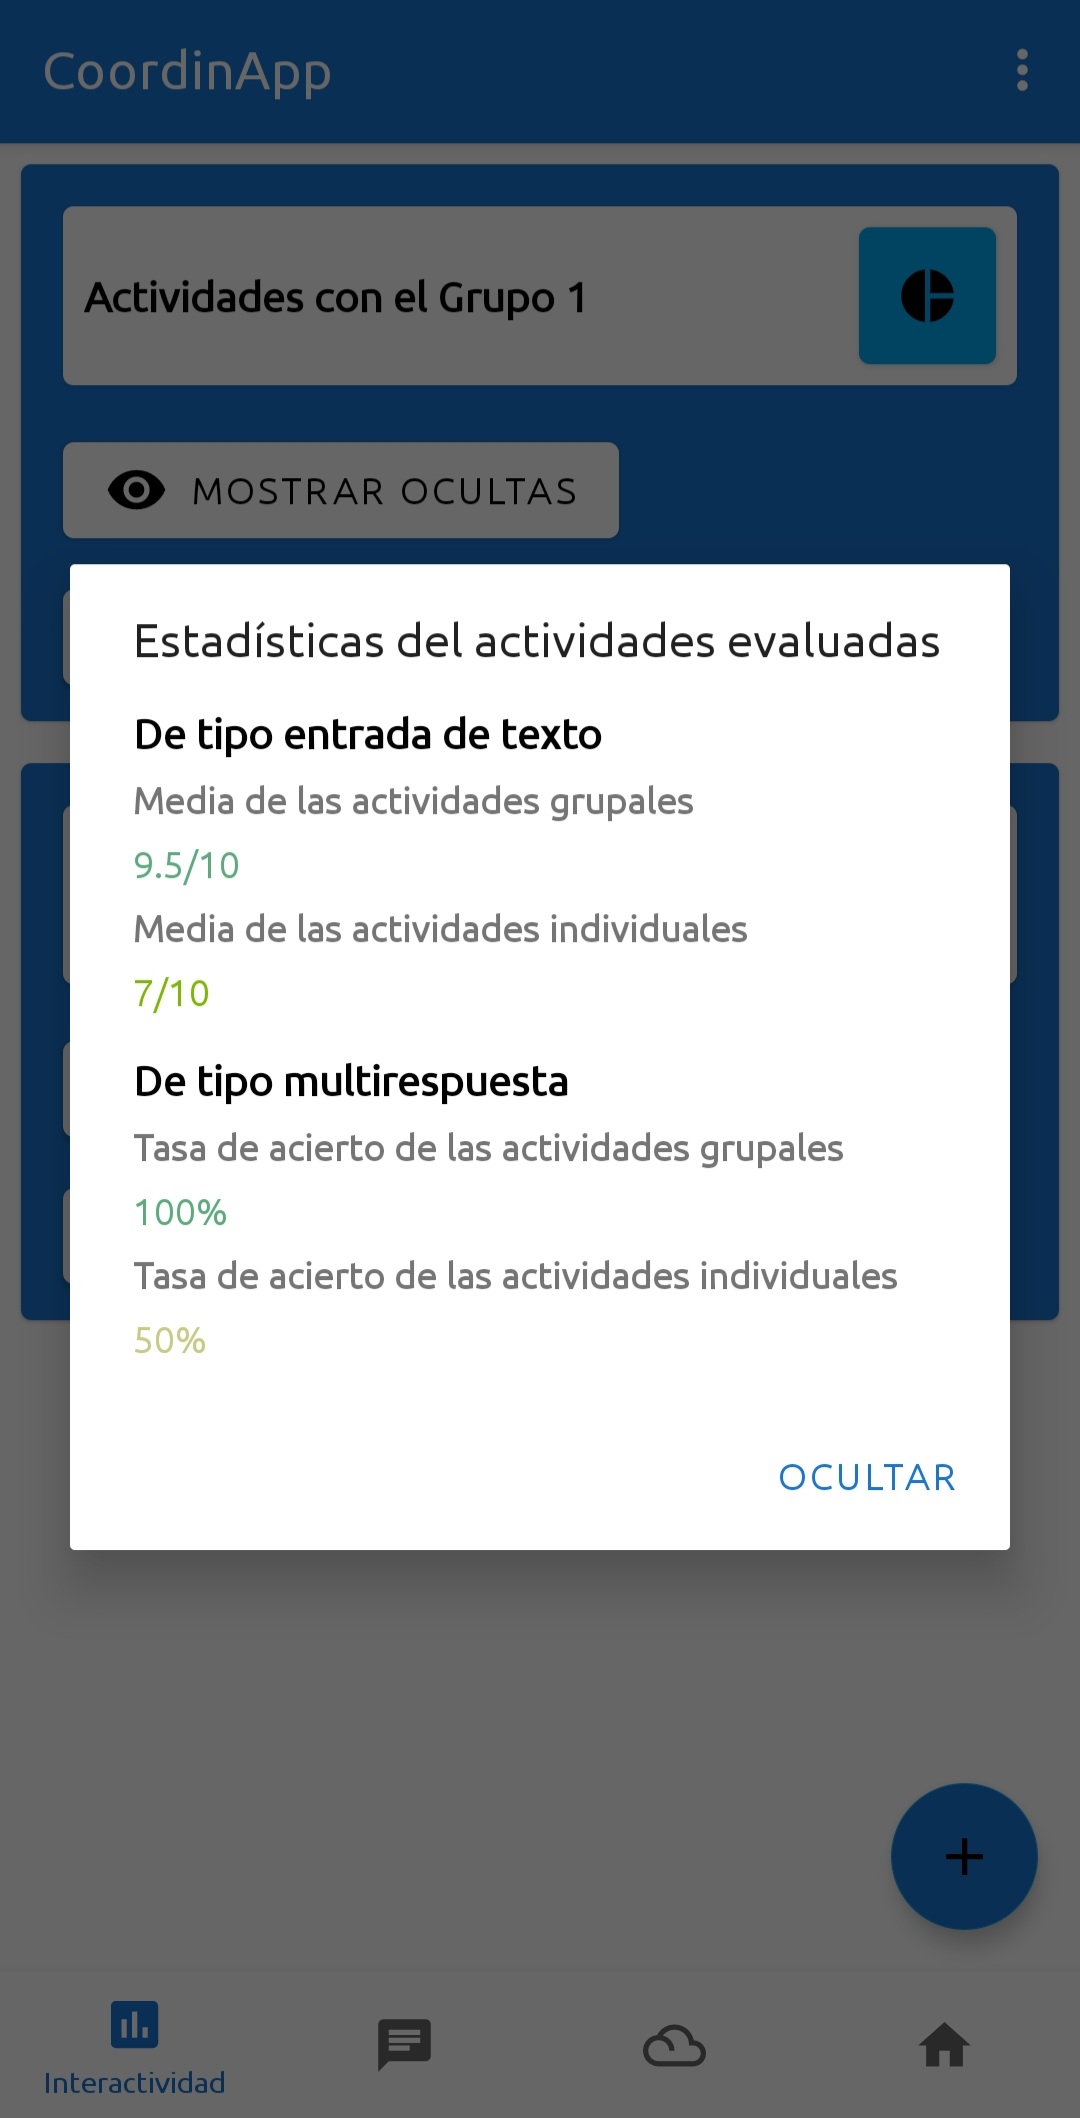 CoordinApp
Actividades con el Grupo 1
MOSTRAR OCULTAS
Estadísticas del actividades evaluadas
De tipo entrada de texto
Media de las actividades grupales
9.5/10
Media de las actividades individuales
7/10
De tipo multirespuesta
Tasa de acierto de las actividades grupales
100%
Tasa de acierto de las actividades individuales
50%
OCULTAR
Interactividad